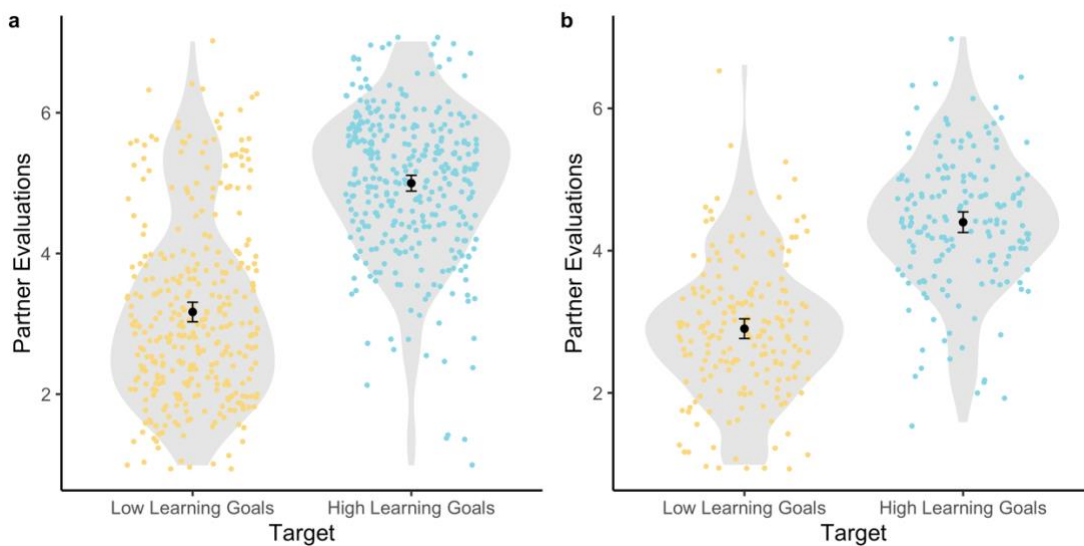 a
Partner Evaluations
6
4
2
Low Learning Goals
High Learning Goals
Target
b
Partner Evaluations
6
4
2
Low Learning Goals
High Learning Goals
Target